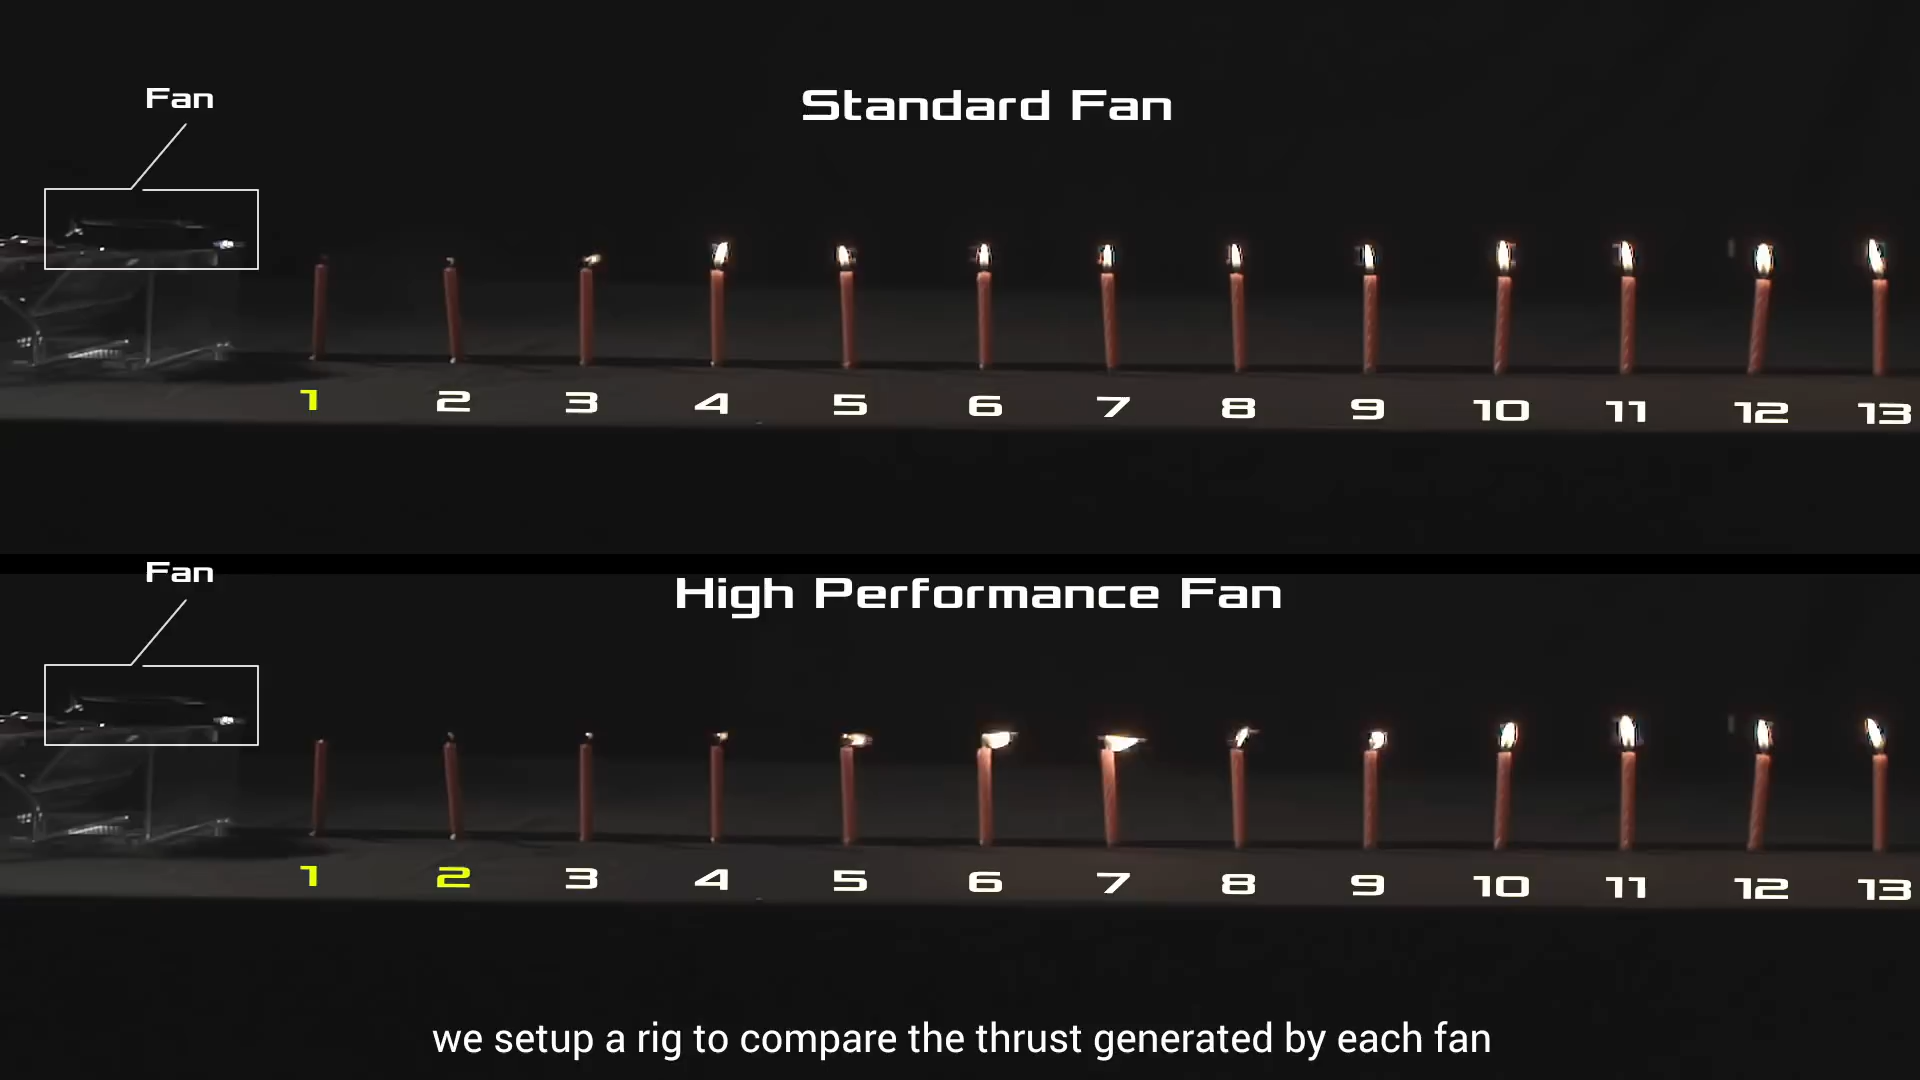 Fan
Standard Fan
1 2 3 4 5 6 7 8 9 10 11 12 13
Fan
High Performance Fan
1 2 3 4 5 6 7 8 9 10 11 12 13
we setup a rig to compare the thrust generated by each fan